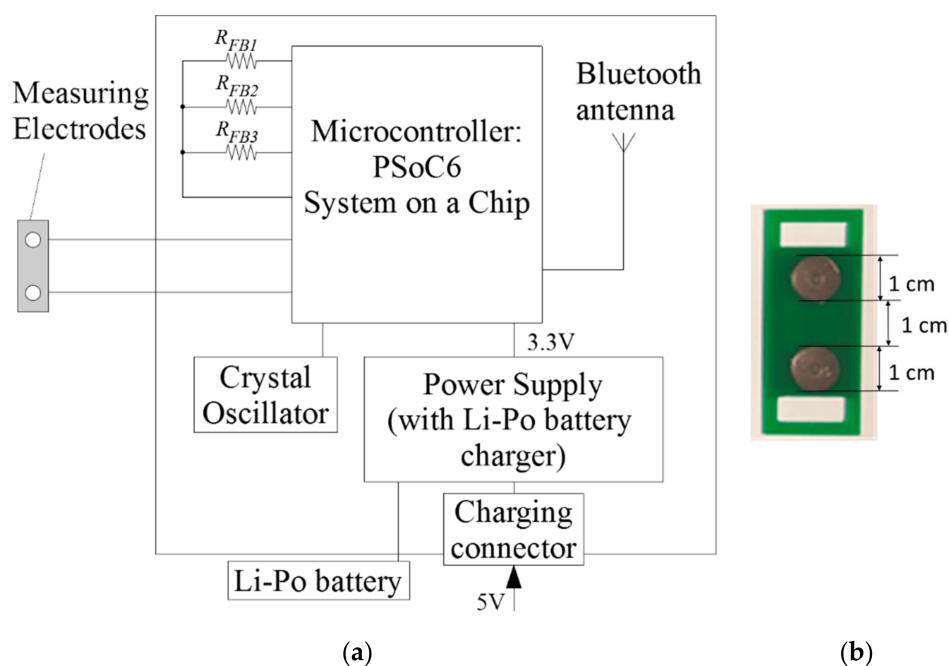 R_FB1
R_FB2
R_FB3
Measuring
Electrodes
Microcontroller:
PSoC6
System on a Chip
Bluetooth
antenna
3.3V
Crystal
Oscillator
Power Supply
(with Li-Po battery
charger)
Charging
connector
Li-Po battery
5V
1 cm
1 cm
1 cm
(a)
(b)